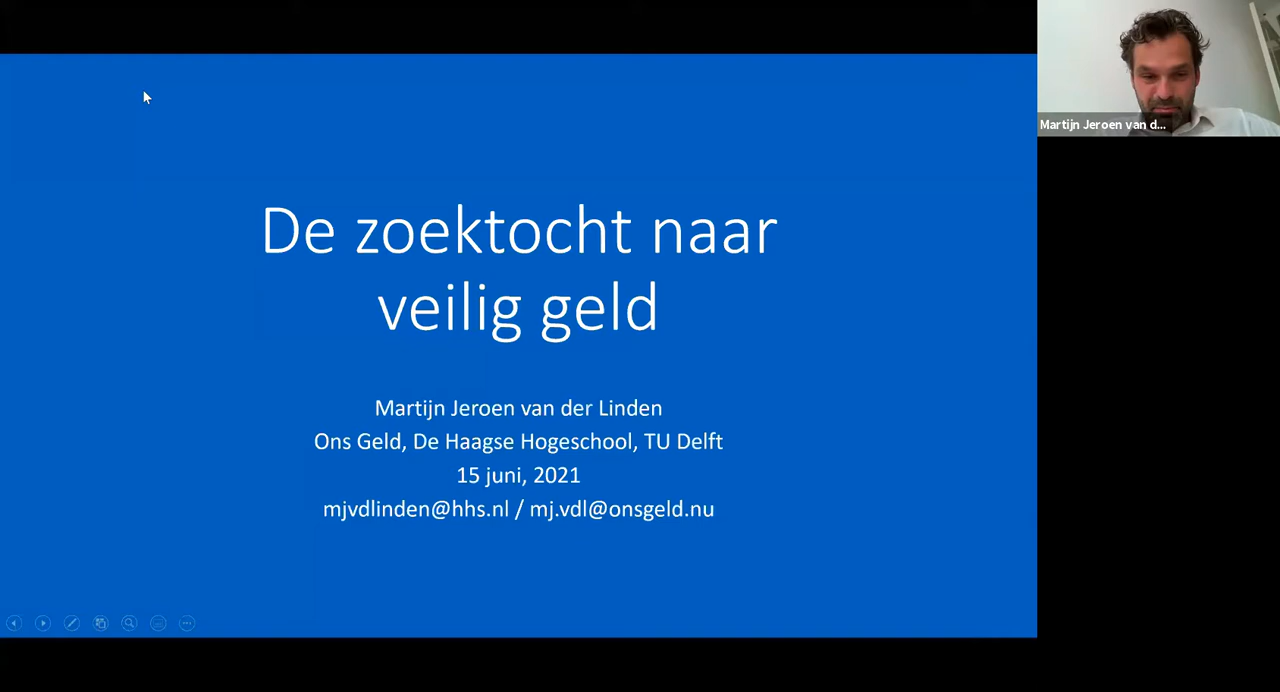 De zoektocht naar
veilig geld
Martijn Jeroen van der Linden
Ons Geld, De Haagse Hogeschool, TU Delft
15 juni, 2021
mjvdlinden@hhs.nl / mj.vdl@onsgeld.nu
Martijn Jeroen van d...